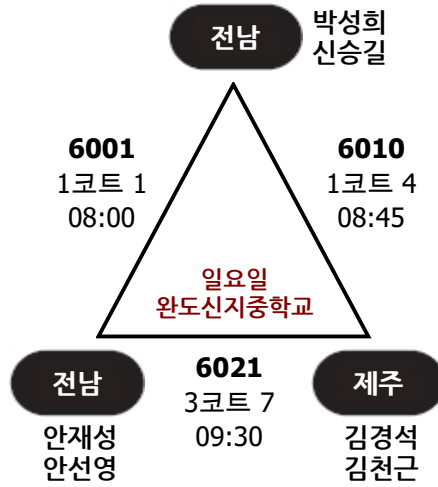 전남
박성희
신승길
6001
1코트 1
08:00
6010
1코트 4
08:45
일요일
완도신지중학교
전남
안재성
안선영
6021
3코트 7
09:30
제주
김경석
김천근